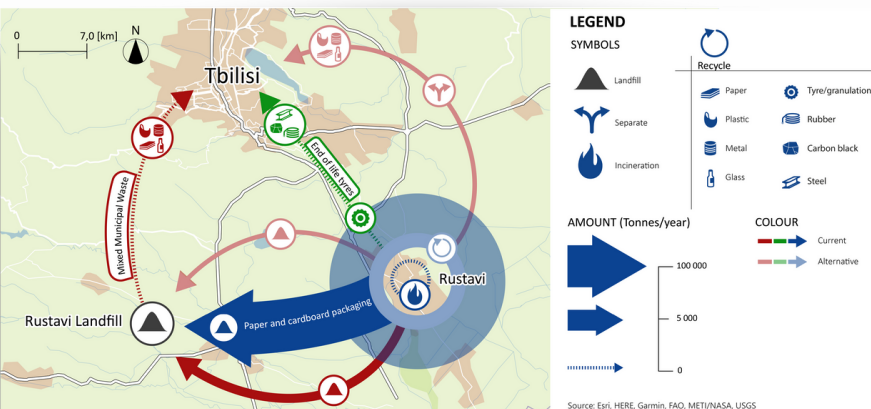 0 7,0 [km]
N
Tbilisi
End of life tyres
Mixed Municipal Waste
Rustavi
Rustavi Landfill
Paper and cardboard packaging
LEGEND
SYMBOLS
Landfill
Separate
Incineration
Recycle
Paper
Plastic
Metal
Glass
Tyre/granulation
Rubber
Carbon black
Steel
AMOUNT (Tonnes/year)
100 000
5 000
0
COLOUR
Current
Alternative
Source: Esri, HERE, Garmin, FAO, METI/NASA, USGS